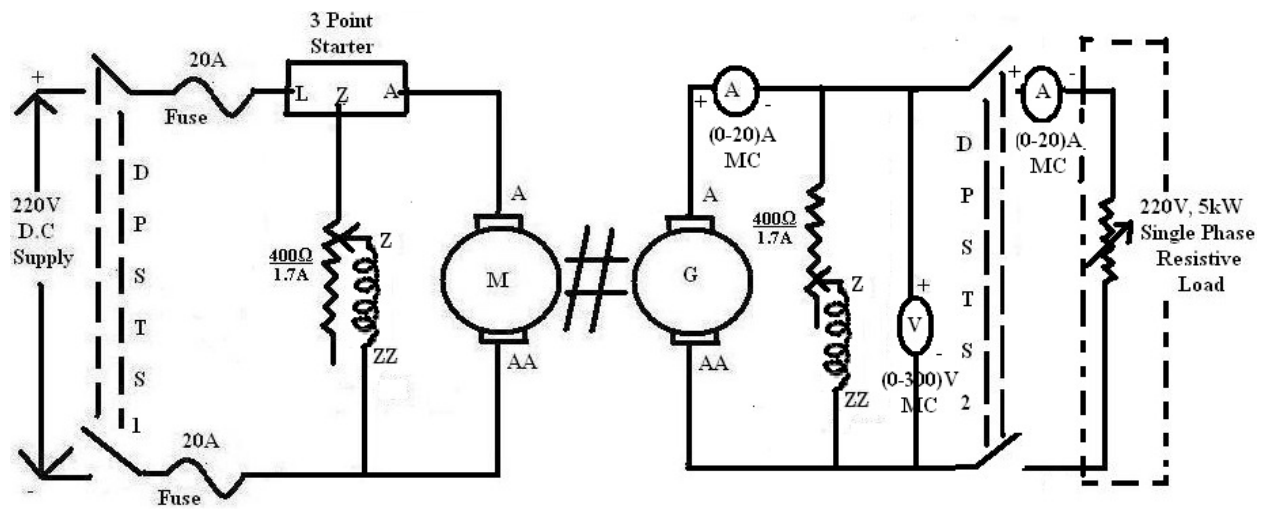 3 Point
Starter
20A
Fuse
+
L Z A
220V
D.C
Supply
-
D
P
S
T
S
1
400Ω
1.7A
Z
ZZ
A
M
AA
20A
Fuse
A
+ -
(0-20)A
MC
A
G
AA
400Ω
1.7A
Z
ZZ
+
V
-
(0-300)V
MC
D
P
S
T
S
2
+ A -
(0-20)A
MC
220V, 5kW
Single Phase
Resistive
Load